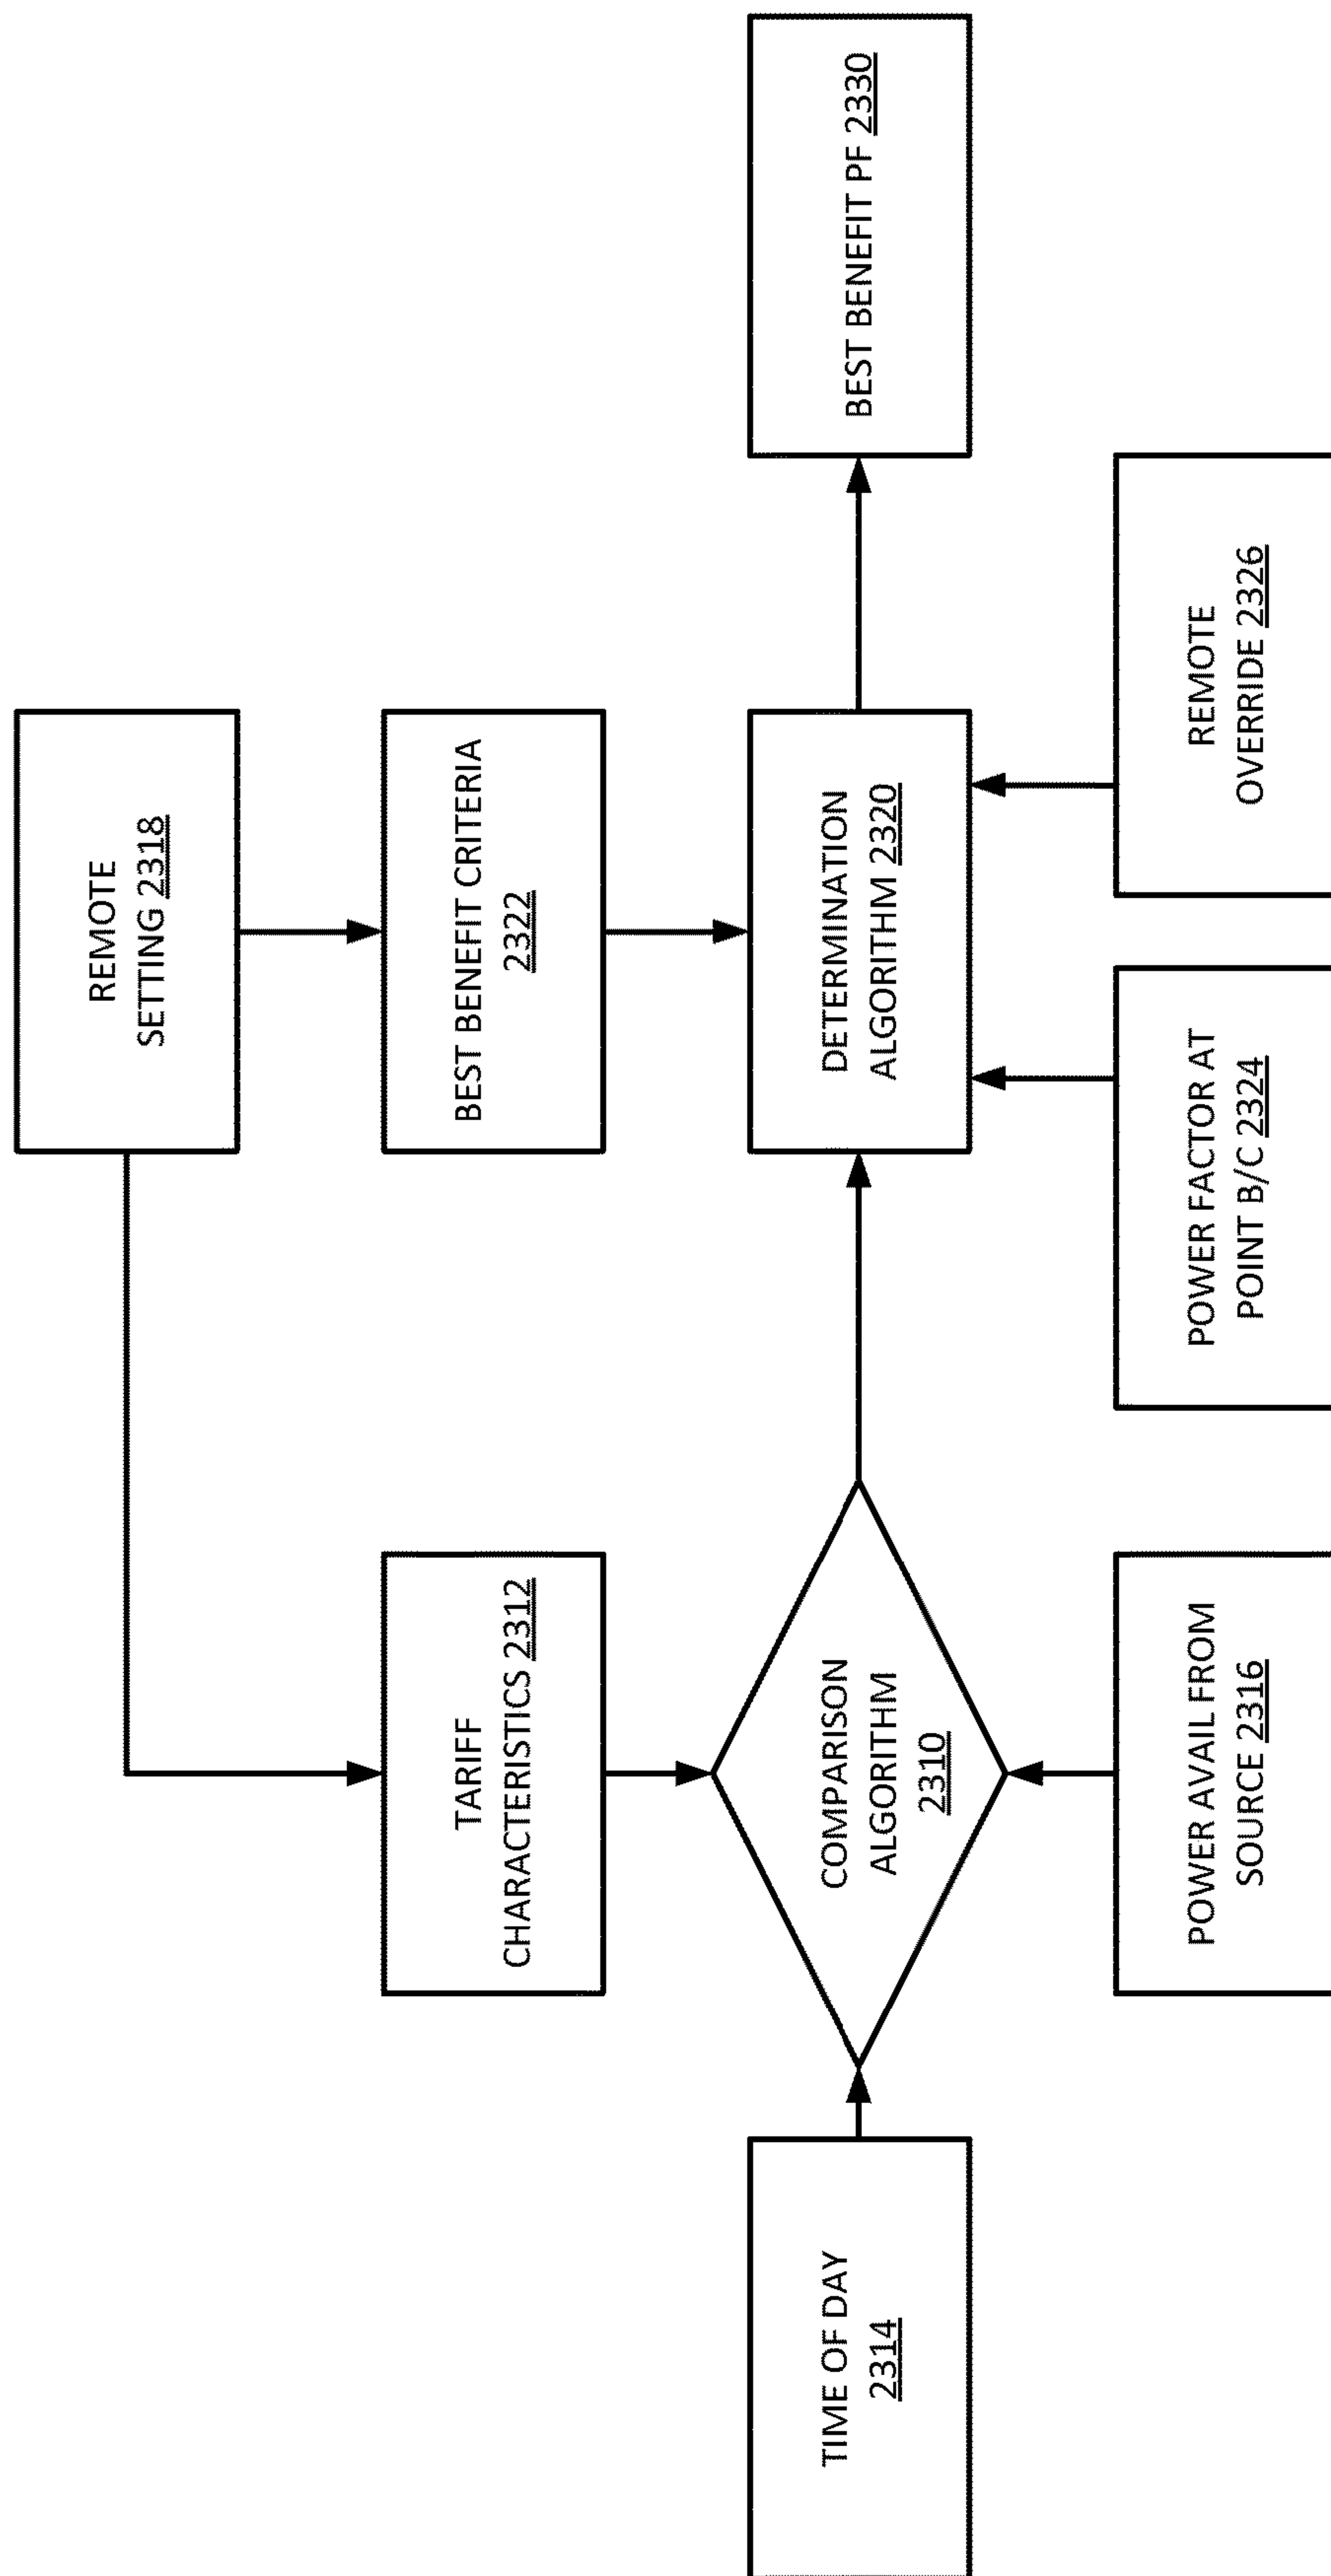 REMOTE
SETTING 2318
TARIFF
CHARACTERISTICS 2312
BEST BENEFIT CRITERIA
2322
TIME OF DAY
2314
COMPARISON
ALGORITHM
2310
DETERMINATION
ALGORITHM 2320
BEST BENEFIT PF 2330
POWER AVAIL FROM
SOURCE 2316
POWER FACTOR AT
POINT B/C 2324
REMOTE
OVERRIDE 2326